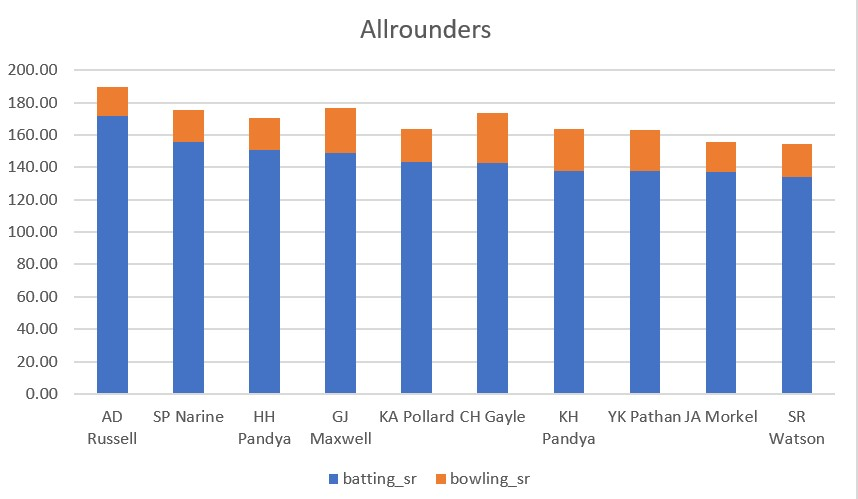 Allrounders
200.00
180.00
160.00
140.00
120.00
100.00
80.00
60.00
40.00
20.00
0.00
AD SP Narine HH GJ KA Pollard CH Gayle KH YK Pathan JA Morkel SR
Russell Pandya Maxwell Pandya Watson
batting_sr bowling_sr